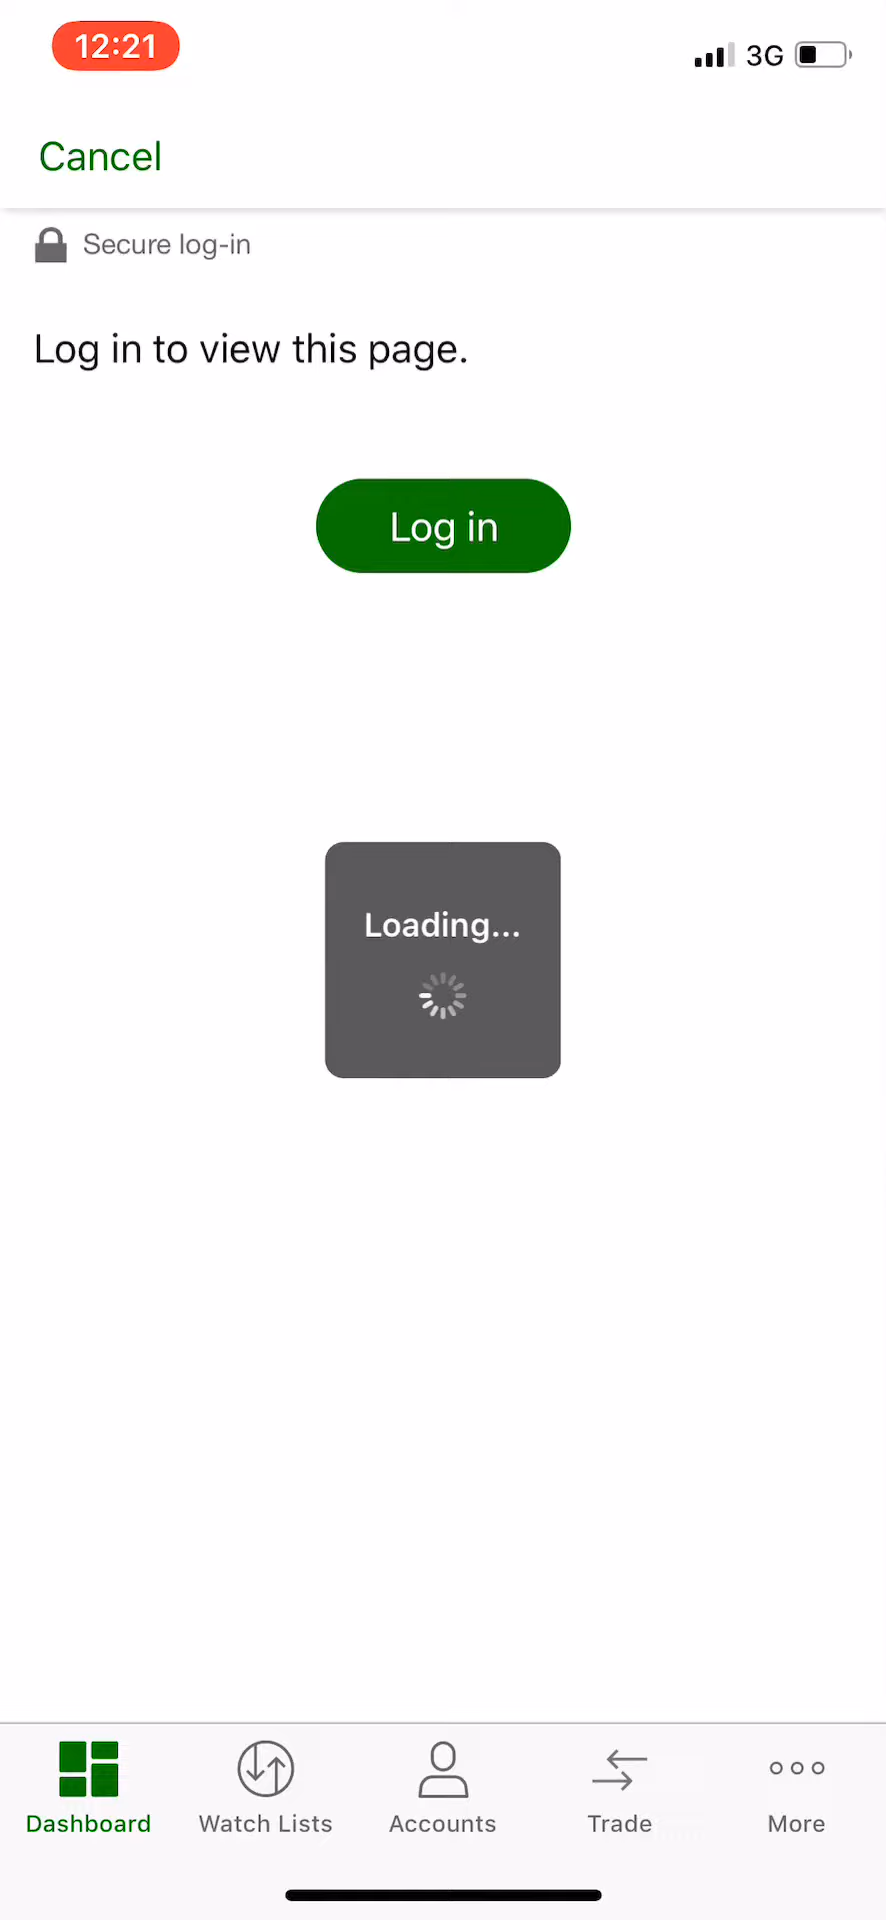 12:21
3G
Cancel
Secure log-in
Log in to view this page.
Log in
Loading...
Dashboard
Watch Lists
Accounts
Trade
More